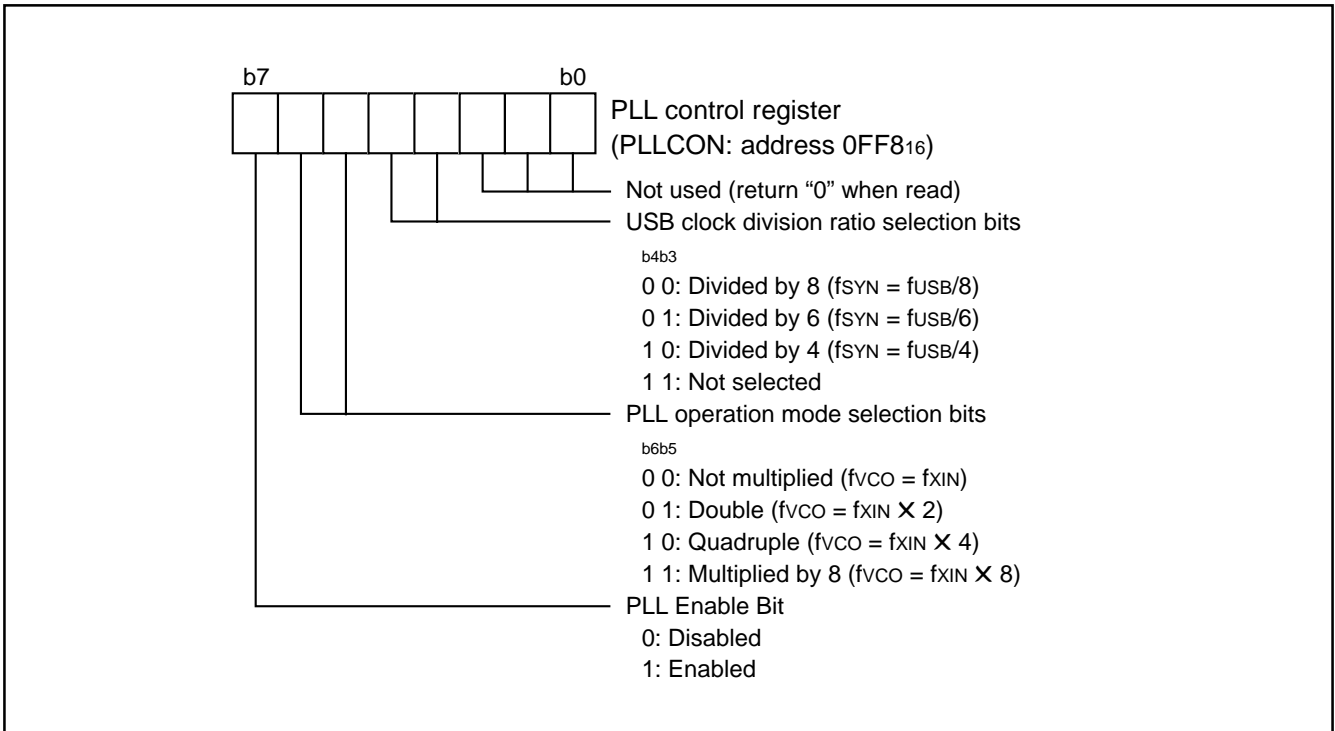 b7 b0
PLL control register
(PLLCON: address 0FF816)
Not used (return “0” when read)
USB clock division ratio selection bits
b4b3
0 0: Divided by 8 (fSYN = fUSB/8)
0 1: Divided by 6 (fSYN = fUSB/6)
1 0: Divided by 4 (fSYN = fUSB/4)
1 1: Not selected
PLL operation mode selection bits
b6b5
0 0: Not multiplied (fVCO = fXIN)
0 1: Double (fVCO = fXIN ✕ 2)
1 0: Quadruple (fVCO = fXIN ✕ 4)
1 1: Multiplied by 8 (fVCO = fXIN ✕ 8)
PLL Enable Bit
0: Disabled
1: Enabled